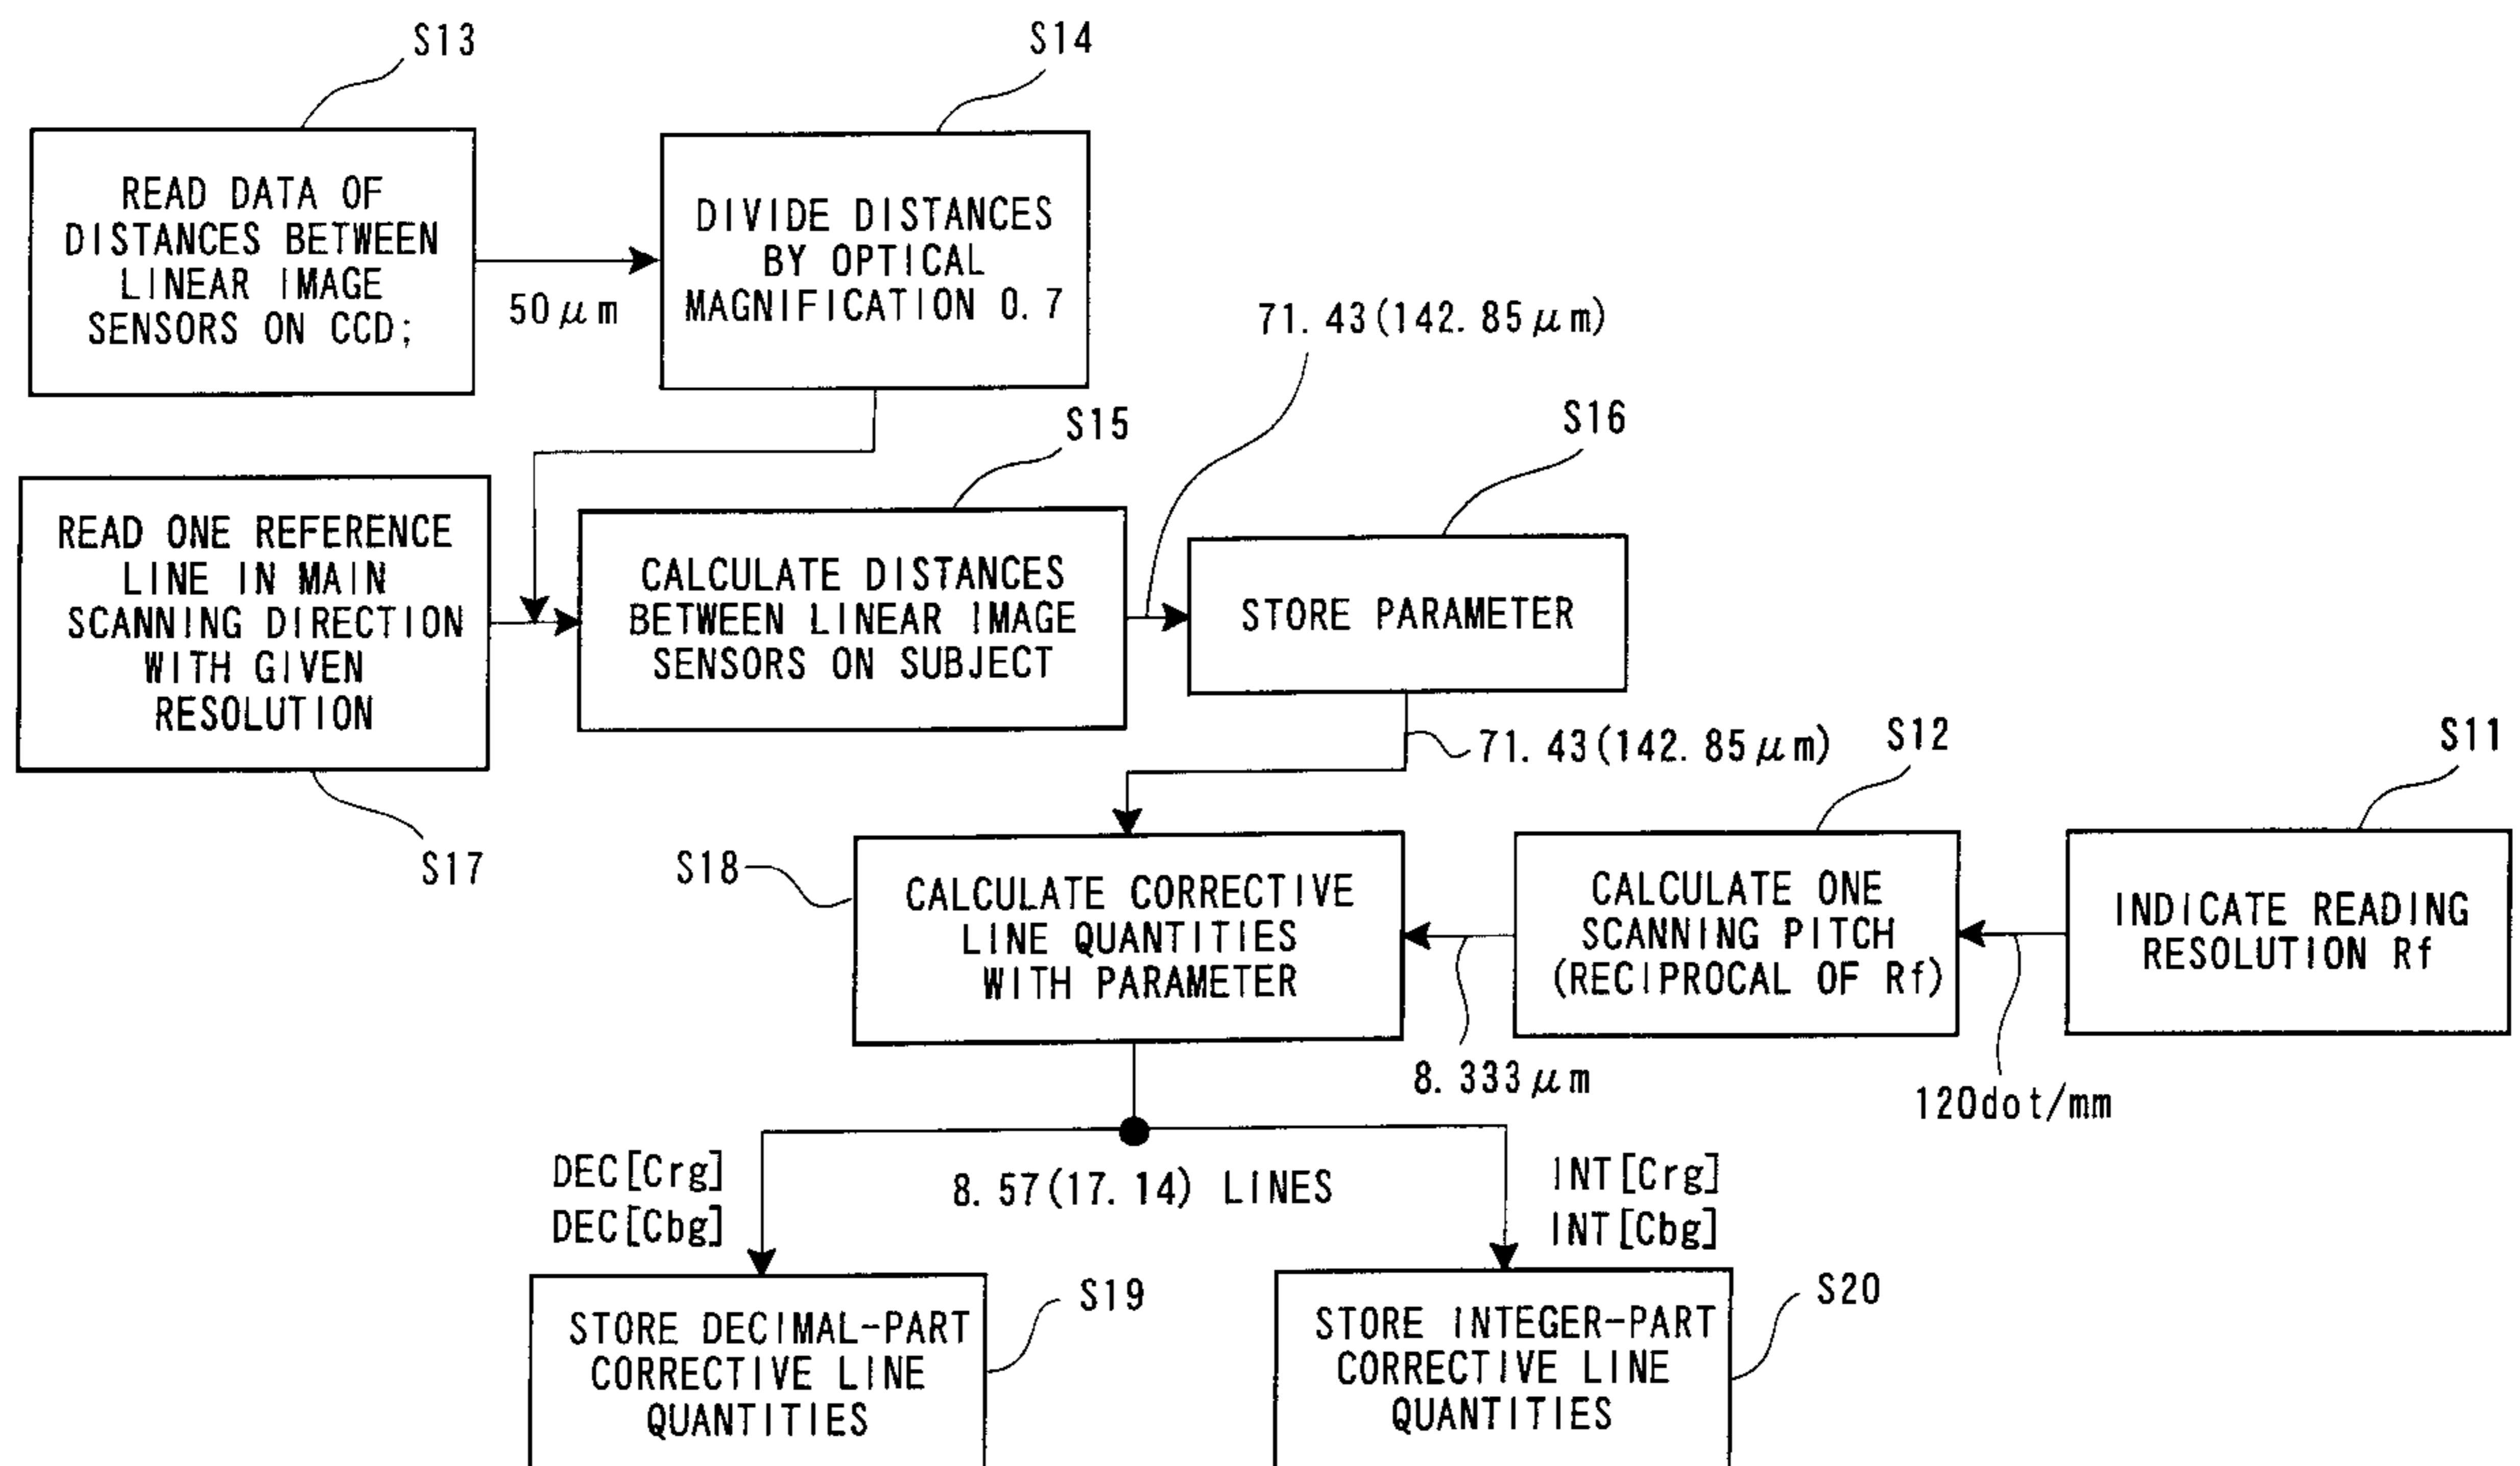 S13
S14
READ DATA OF
DISTANCES BETWEEN
LINEAR IMAGE
SENSORS ON CCD;
50μm
DIVIDE DISTANCES
BY OPTICAL
MAGNIFICATION 0.7
71.43(142.85μm)
S15
S16
READ ONE REFERENCE
LINE IN MAIN
SCANNING DIRECTION
WITH GIVEN
RESOLUTION
CALCULATE DISTANCES
BETWEEN LINEAR IMAGE
SENSORS ON SUBJECT
STORE PARAMETER
S17
71.43(142.85μm)
S12
S11
S18
CALCULATE CORRECTIVE
LINE QUANTITIES
WITH PARAMETER
CALCULATE ONE
SCANNING PITCH
(RECIPROCAL OF Rf)
INDICATE READING
RESOLUTION Rf
8.333μm
120dot/mm
DEC[Crg]
DEC[Cbg]
8.57(17.14) LINES
INT[Crg]
INT[Cbg]
S19
S20
STORE DECIMAL-PART
CORRECTIVE LINE
QUANTITIES
STORE INTEGER-PART
CORRECTIVE LINE
QUANTITIES